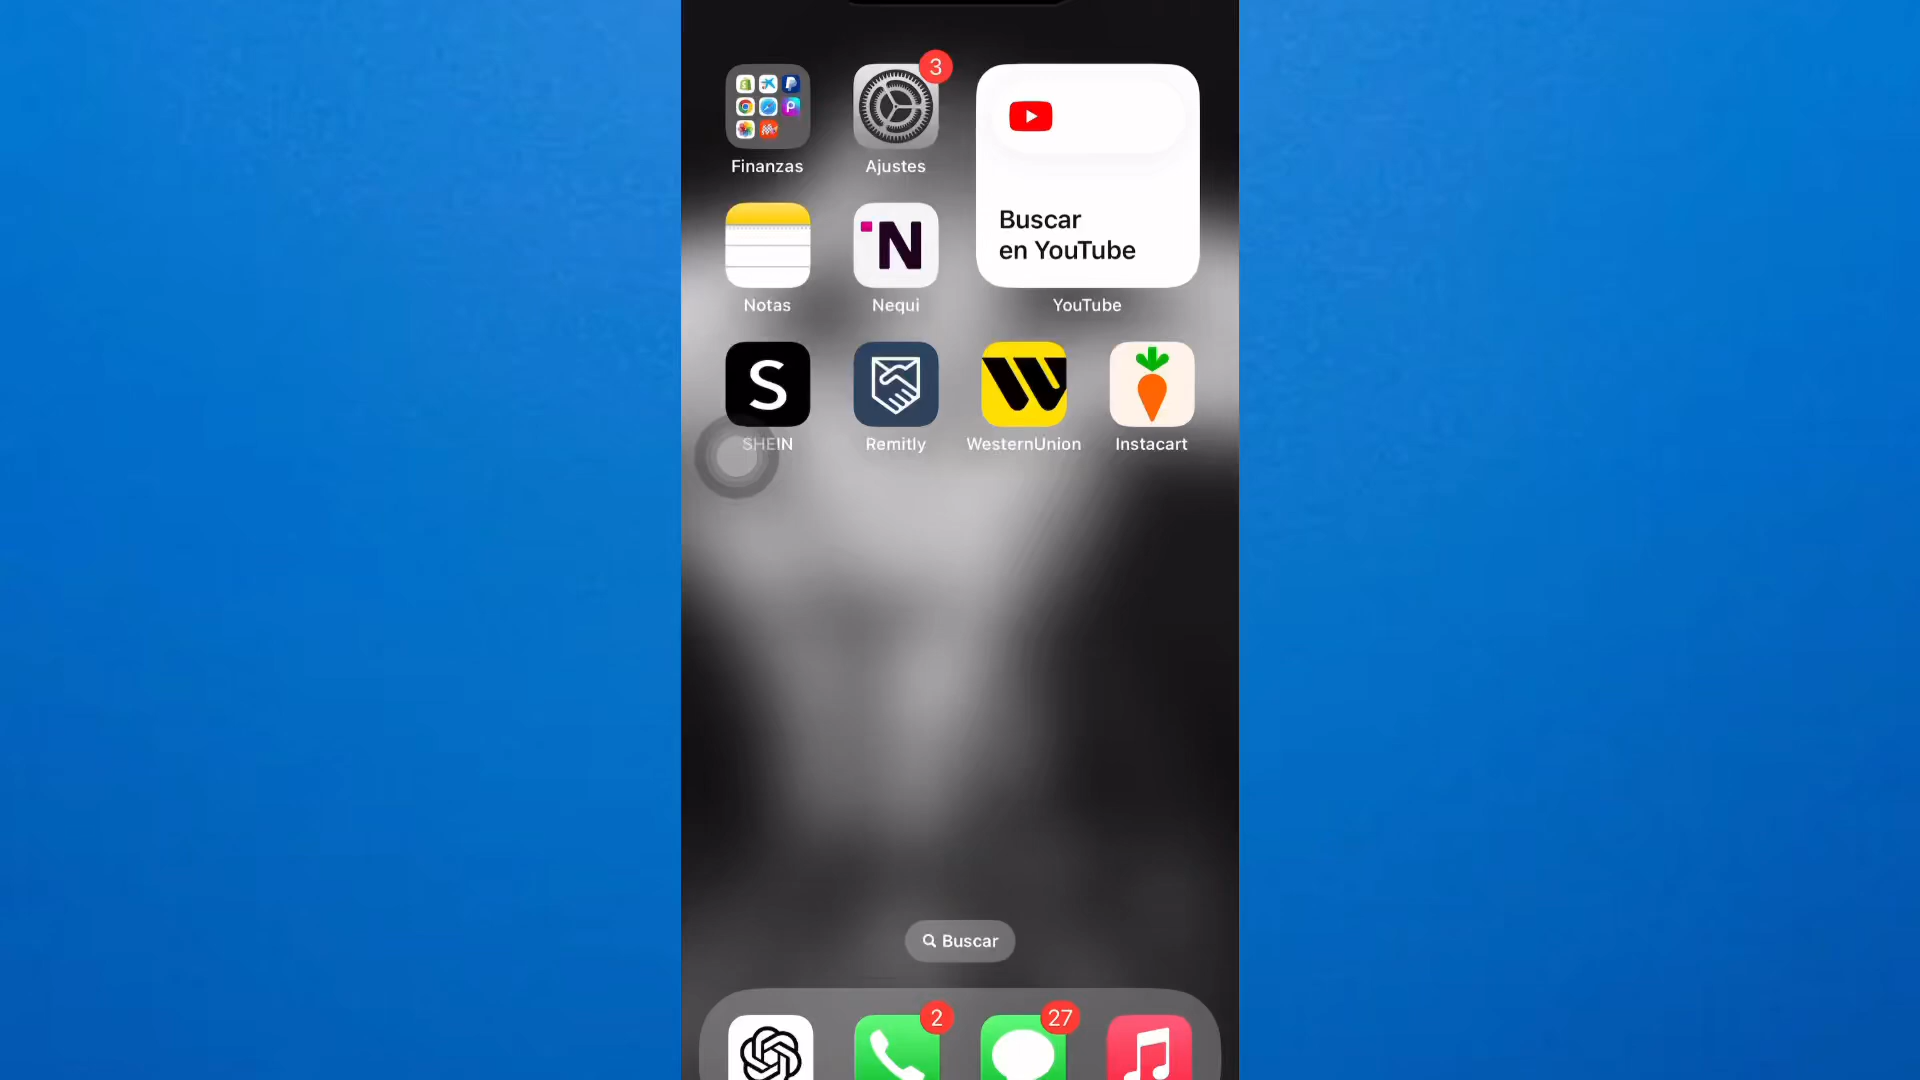 3
Finanzas
Ajustes
Buscar
en YouTube
N
Notas
Nequi
YouTube
S
W
SHEIN
Remitly
WesternUnion
Instacart
Buscar
2
27